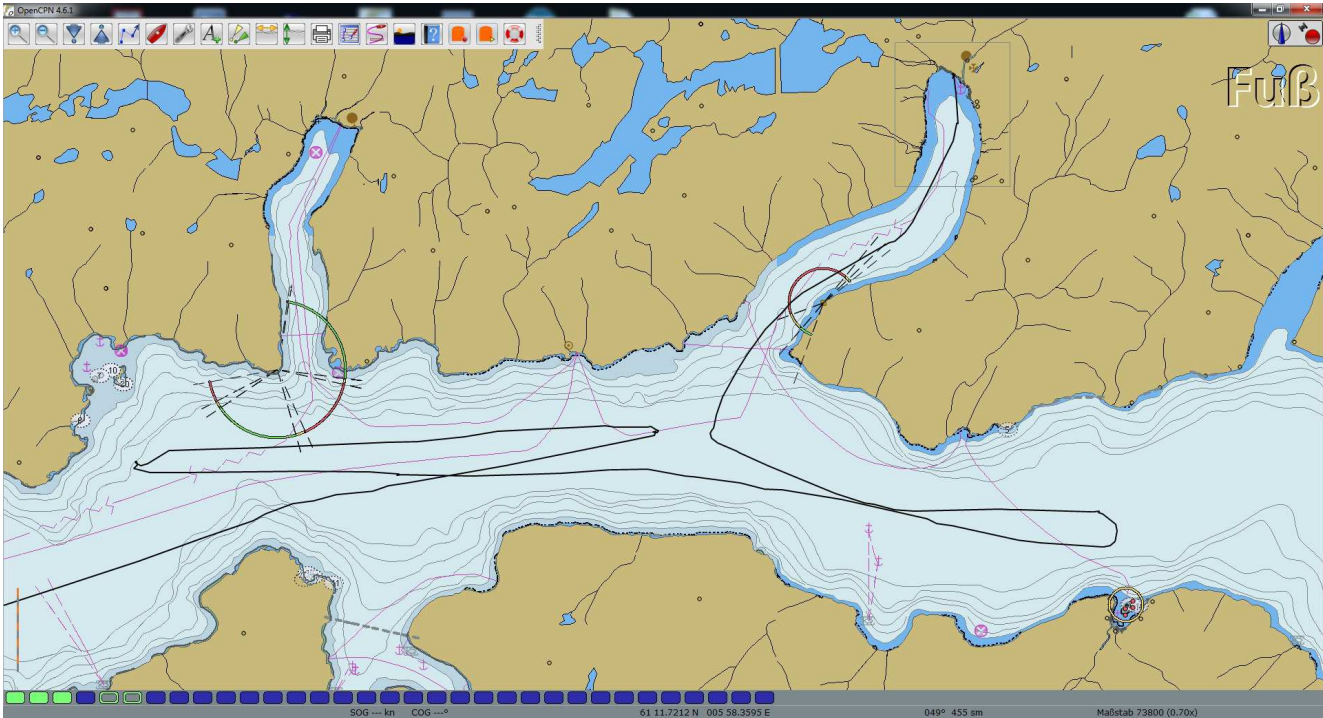 OpenCPN 4.6.1
Fuß
10
SOG --- kn COG ---° 61 11.7212 N 005 58.3595 E 049° 455 sm Maßstab 73800 (0.70x)